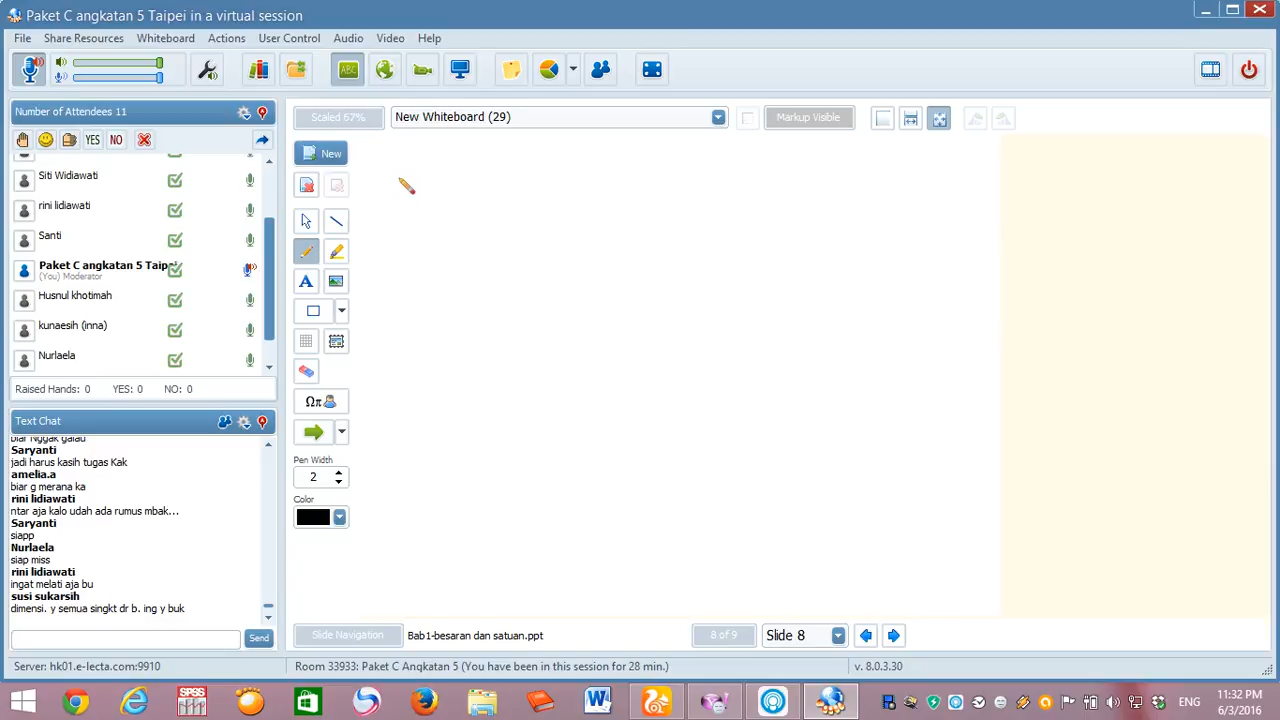 Paket C angkatan 5 Taipei in a virtual session
File Share Resources Whiteboard Actions User Control Audio Video Help
ABC
Number of Attendees 11
YES NO
Siti Widiawati
rini lidiawati
Santi
Paket C angkatan 5 Taipe
(You) Moderator
Husnul khotimah
kunaesih (inna)
Nurlaela
Raised Hands: 0 YES: 0 NO: 0
Text Chat
biar Nggak galau
Saryanti
jadi harus kasih tugas Kak
amelia.a
biar g merana ka
rini lidiawati
ntar aja kalo udah ada rumus mbak...
Saryanti
siapp
Nurlaela
siap miss
rini lidiawati
ingat melati aja bu
susi sukarsih
dimensi. y semua singkt dr b. ing y buk
Send
Scaled 67% New Whiteboard (29) Markup Visible
New
A
Ωπ
Pen Width
2
Color
Slide Navigation Bab1-besaran dan satuan.ppt 8 of 9 Slide 8
Server: hk01.e-lecta.com:9910 Room 33933: Paket C Angkatan 5 (You have been in this session for 28 min.) v. 8.0.3.30
SPSS
W
ENG
11:32 PM
6/3/2016